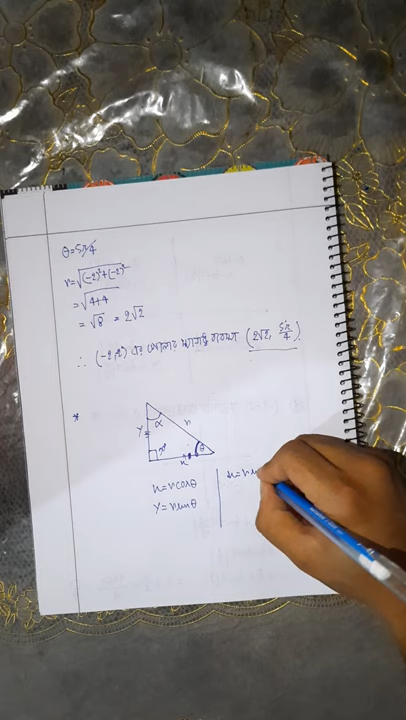 θ = 5π/4
r = √(-2)²+(-2)²
= √4+4
= √8 = 2√2
∴ (-2,-2) এর পোলার স্থানাঙ্ক (2√2, 5π/4).
*
α
r
Y
90°
θ
x
x = rcosθ
Y = rsinθ
x = r